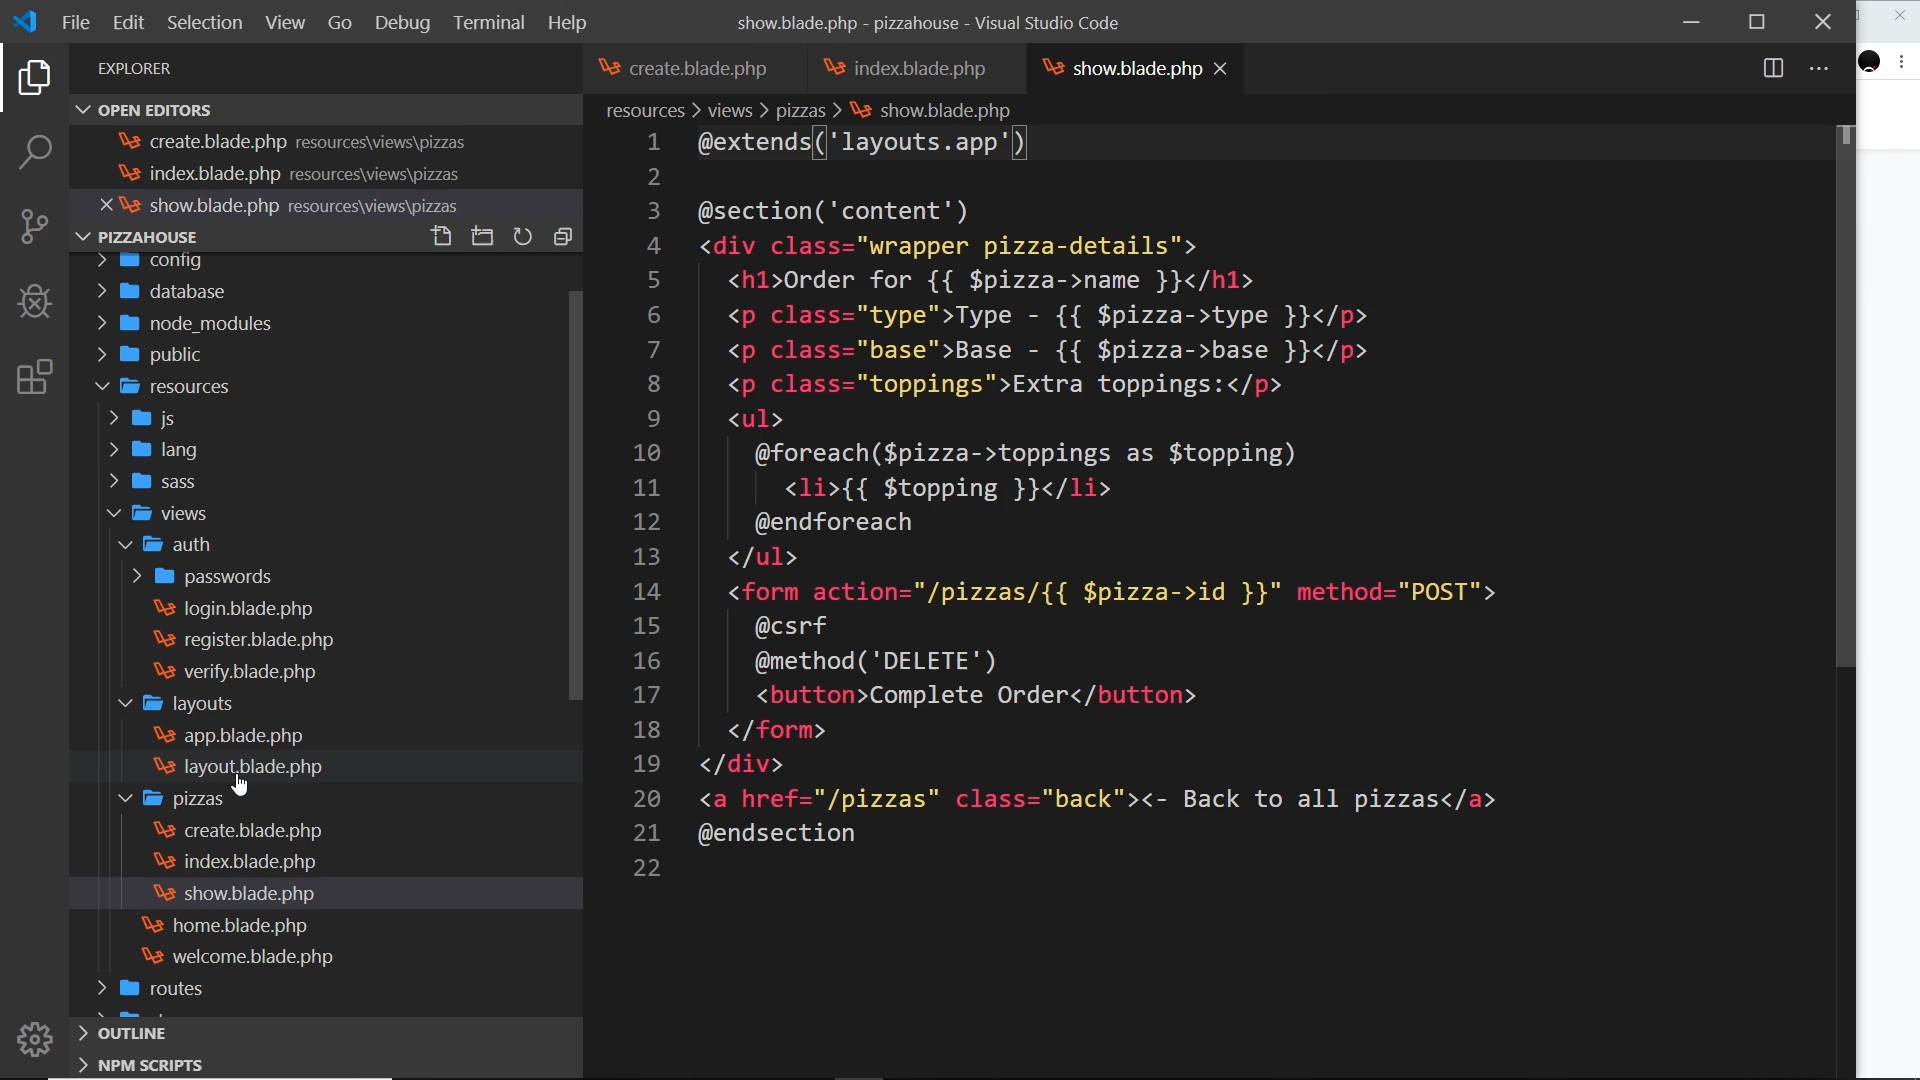 File Edit Selection View Go Debug Terminal Help
show.blade.php - pizzahouse - Visual Studio Code
EXPLORER
OPEN EDITORS
create.blade.php resources\views\pizzas
index.blade.php resources\views\pizzas
show.blade.php resources\views\pizzas
PIZZAHOUSE
config
database
node_modules
public
resources
js
lang
sass
views
auth
passwords
login.blade.php
register.blade.php
verify.blade.php
layouts
app.blade.php
layout.blade.php
pizzas
create.blade.php
index.blade.php
show.blade.php
home.blade.php
welcome.blade.php
routes
OUTLINE
NPM SCRIPTS
create.blade.php index.blade.php show.blade.php
resources > views > pizzas > show.blade.php
1 @extends('layouts.app')
2
3 @section('content')
4 <div class="wrapper pizza-details">
5 <h1>Order for {{ $pizza->name }}</h1>
6 <p class="type">Type - {{ $pizza->type }}</p>
7 <p class="base">Base - {{ $pizza->base }}</p>
8 <p class="toppings">Extra toppings:</p>
9 <ul>
10 @foreach($pizza->toppings as $topping)
11 <li>{{ $topping }}</li>
12 @endforeach
13 </ul>
14 <form action="/pizzas/{{ $pizza->id }}" method="POST">
15 @csrf
16 @method('DELETE')
17 <button>Complete Order</button>
18 </form>
19 </div>
20 <a href="/pizzas" class="back"><- Back to all pizzas</a>
21 @endsection
22